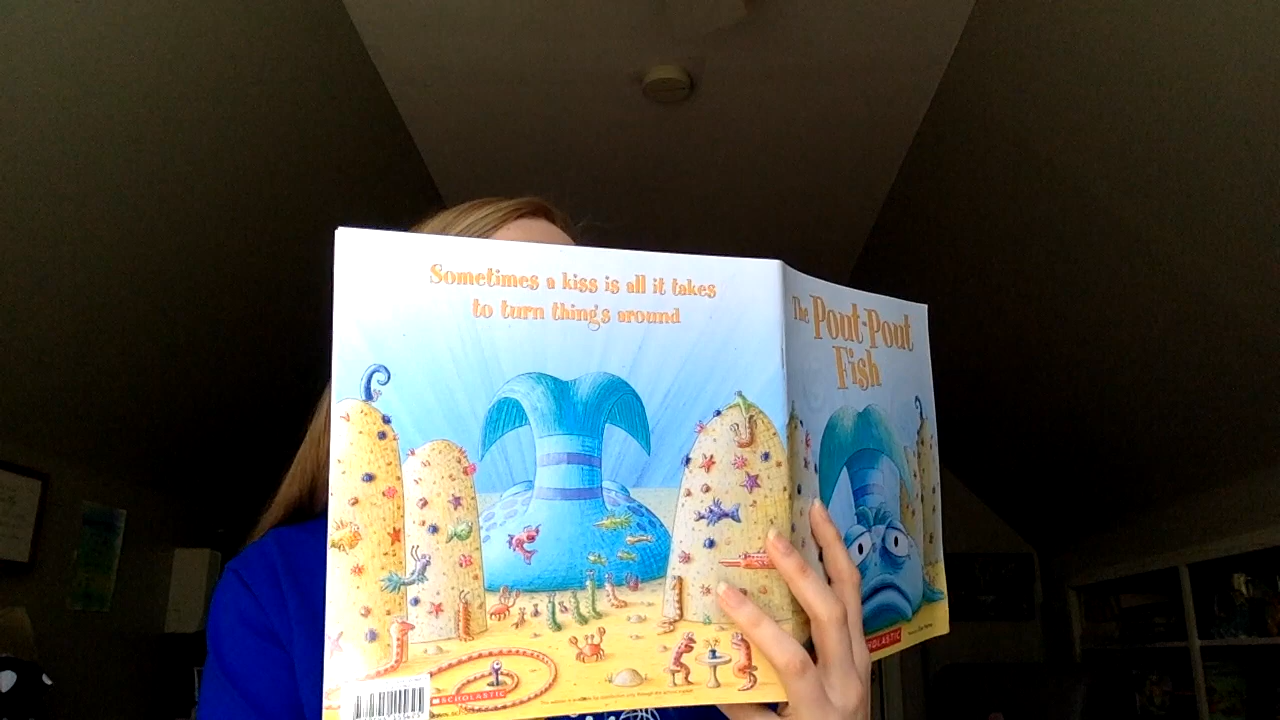 Sometimes a kiss is all it takes
to turn things around
The Pout-Pout
Fish
SCHOLASTIC
SCHOLASTIC